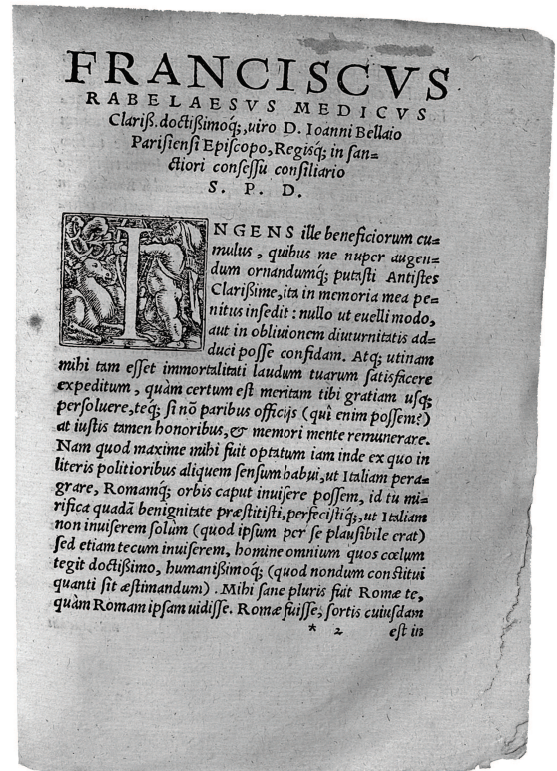 FRANCISCVS
RABELAESVS MEDICVS
Clariß. doctißimoq́;, uiro D. Ioanni Bellaio
Parisiensi Episcopo, Regisq́; in san=
ctiori consessu consiliario
S. P. D.
INGENS ille beneficiorum cu=
mulus, quibus me nuper augen=
dum ornandumq́; putasti Antistes
Clarißime, ita in memoria mea pe=
nitus insedit: nullo ut euelli modo,
aut in obliuionem diuturnitatis ad=
duci posse confidam. Atq; utinam
mihi tam esset immortalitati laudum tuarum satisfacere
expeditum, quàm certum est meritam tibi gratiam usq;
persoluere, teq́; si nõ paribus officijs (quî enim possem?)
at iustis tamen honoribus, & memori mente remunerare.
Nam quod maxime mihi fuit optatum iam inde ex quo in
literis politioribus aliquem sensum habui, ut Italiam pera=
grare, Romamq́; orbis caput inuisere possem, id tu mi=
rifica quadã benignitate præstitisti, perfecistiq́;, ut Italiam
non inuiserem solùm (quod ipsum per se plausibile erat)
sed etiam tecum inuiserem, homine omnium quos cœlum
tegit doctißimo, humanißimoq́; (quod nondum constitui
quanti sit æstimandum). Mihi sane pluris fuit Romæ te,
quàm Romam ipsam uidisse. Romæ fuisse, sortis cuiusdam
* 2 est in